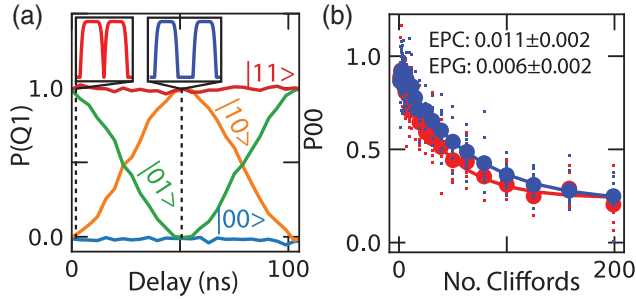 (a)
P(Q1)
1.0
0.0
|11>
|10>
|01>
|00>
0
50
100
Delay (ns)
(b)
EPC: 0.011±0.002
EPG: 0.006±0.002
P00
1.0
0.5
0.0
0
200
No. Cliffords